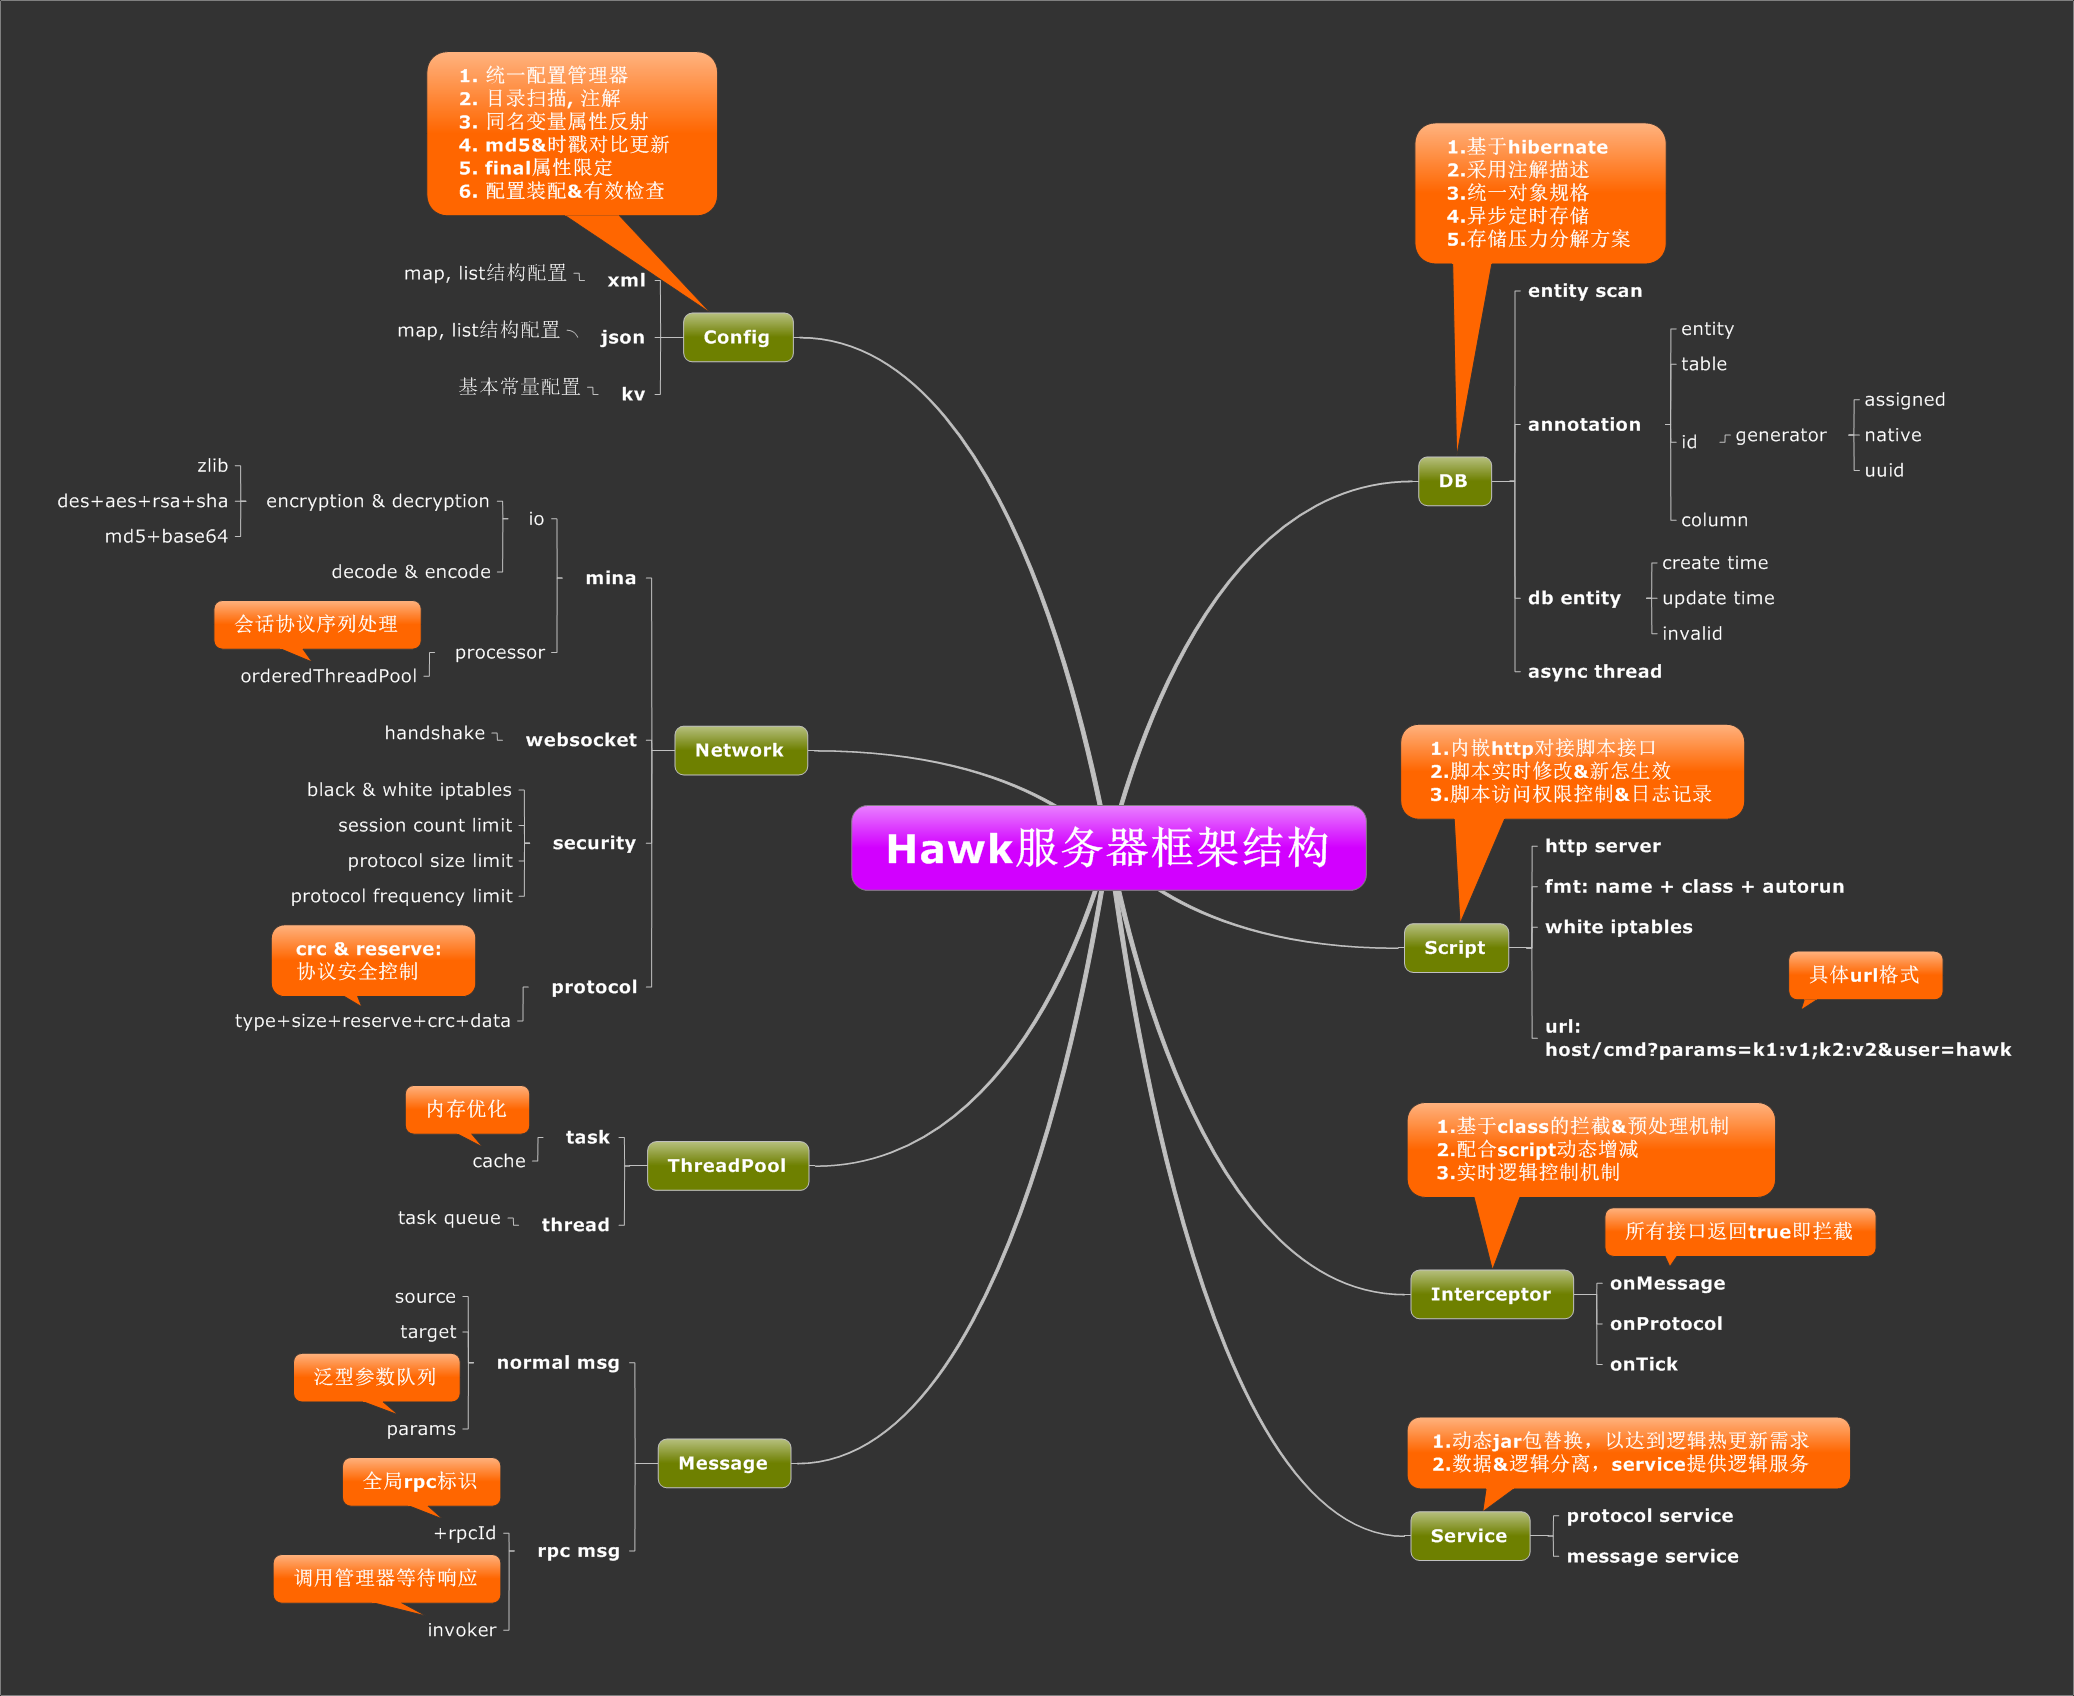 Hawk服务器框架结构
1. 统一配置管理器
2. 目录扫描, 注解
3. 同名变量属性反射
4. md5&时戳对比更新
5. final属性限定
6. 配置装配&有效检查
Config
xml
map, list结构配置
json
map, list结构配置
kv
基本常量配置
Network
mina
io
encryption & decryption
zlib
des+aes+rsa+sha
md5+base64
decode & encode
processor
会话协议序列处理
orderedThreadPool
websocket
handshake
security
black & white iptables
session count limit
protocol size limit
protocol frequency limit
protocol
crc & reserve:
协议安全控制
type+size+reserve+crc+data
ThreadPool
task
内存优化
cache
thread
task queue
Message
normal msg
source
target
泛型参数队列
params
rpc msg
全局rpc标识
+rpcId
调用管理器等待响应
invoker
1.基于hibernate
2.采用注解描述
3.统一对象规格
4.异步定时存储
5.存储压力分解方案
DB
entity scan
annotation
entity
table
id
generator
assigned
native
uuid
column
db entity
create time
update time
invalid
async thread
1.内嵌http对接脚本接口
2.脚本实时修改&新怎生效
3.脚本访问权限控制&日志记录
Script
http server
fmt: name + class + autorun
white iptables
具体url格式
url:
host/cmd?params=k1:v1;k2:v2&user=hawk
1.基于class的拦截&预处理机制
2.配合script动态增减
3.实时逻辑控制机制
Interceptor
所有接口返回true即拦截
onMessage
onProtocol
onTick
1.动态jar包替换，以达到逻辑热更新需求
2.数据&逻辑分离，service提供逻辑服务
Service
protocol service
message service